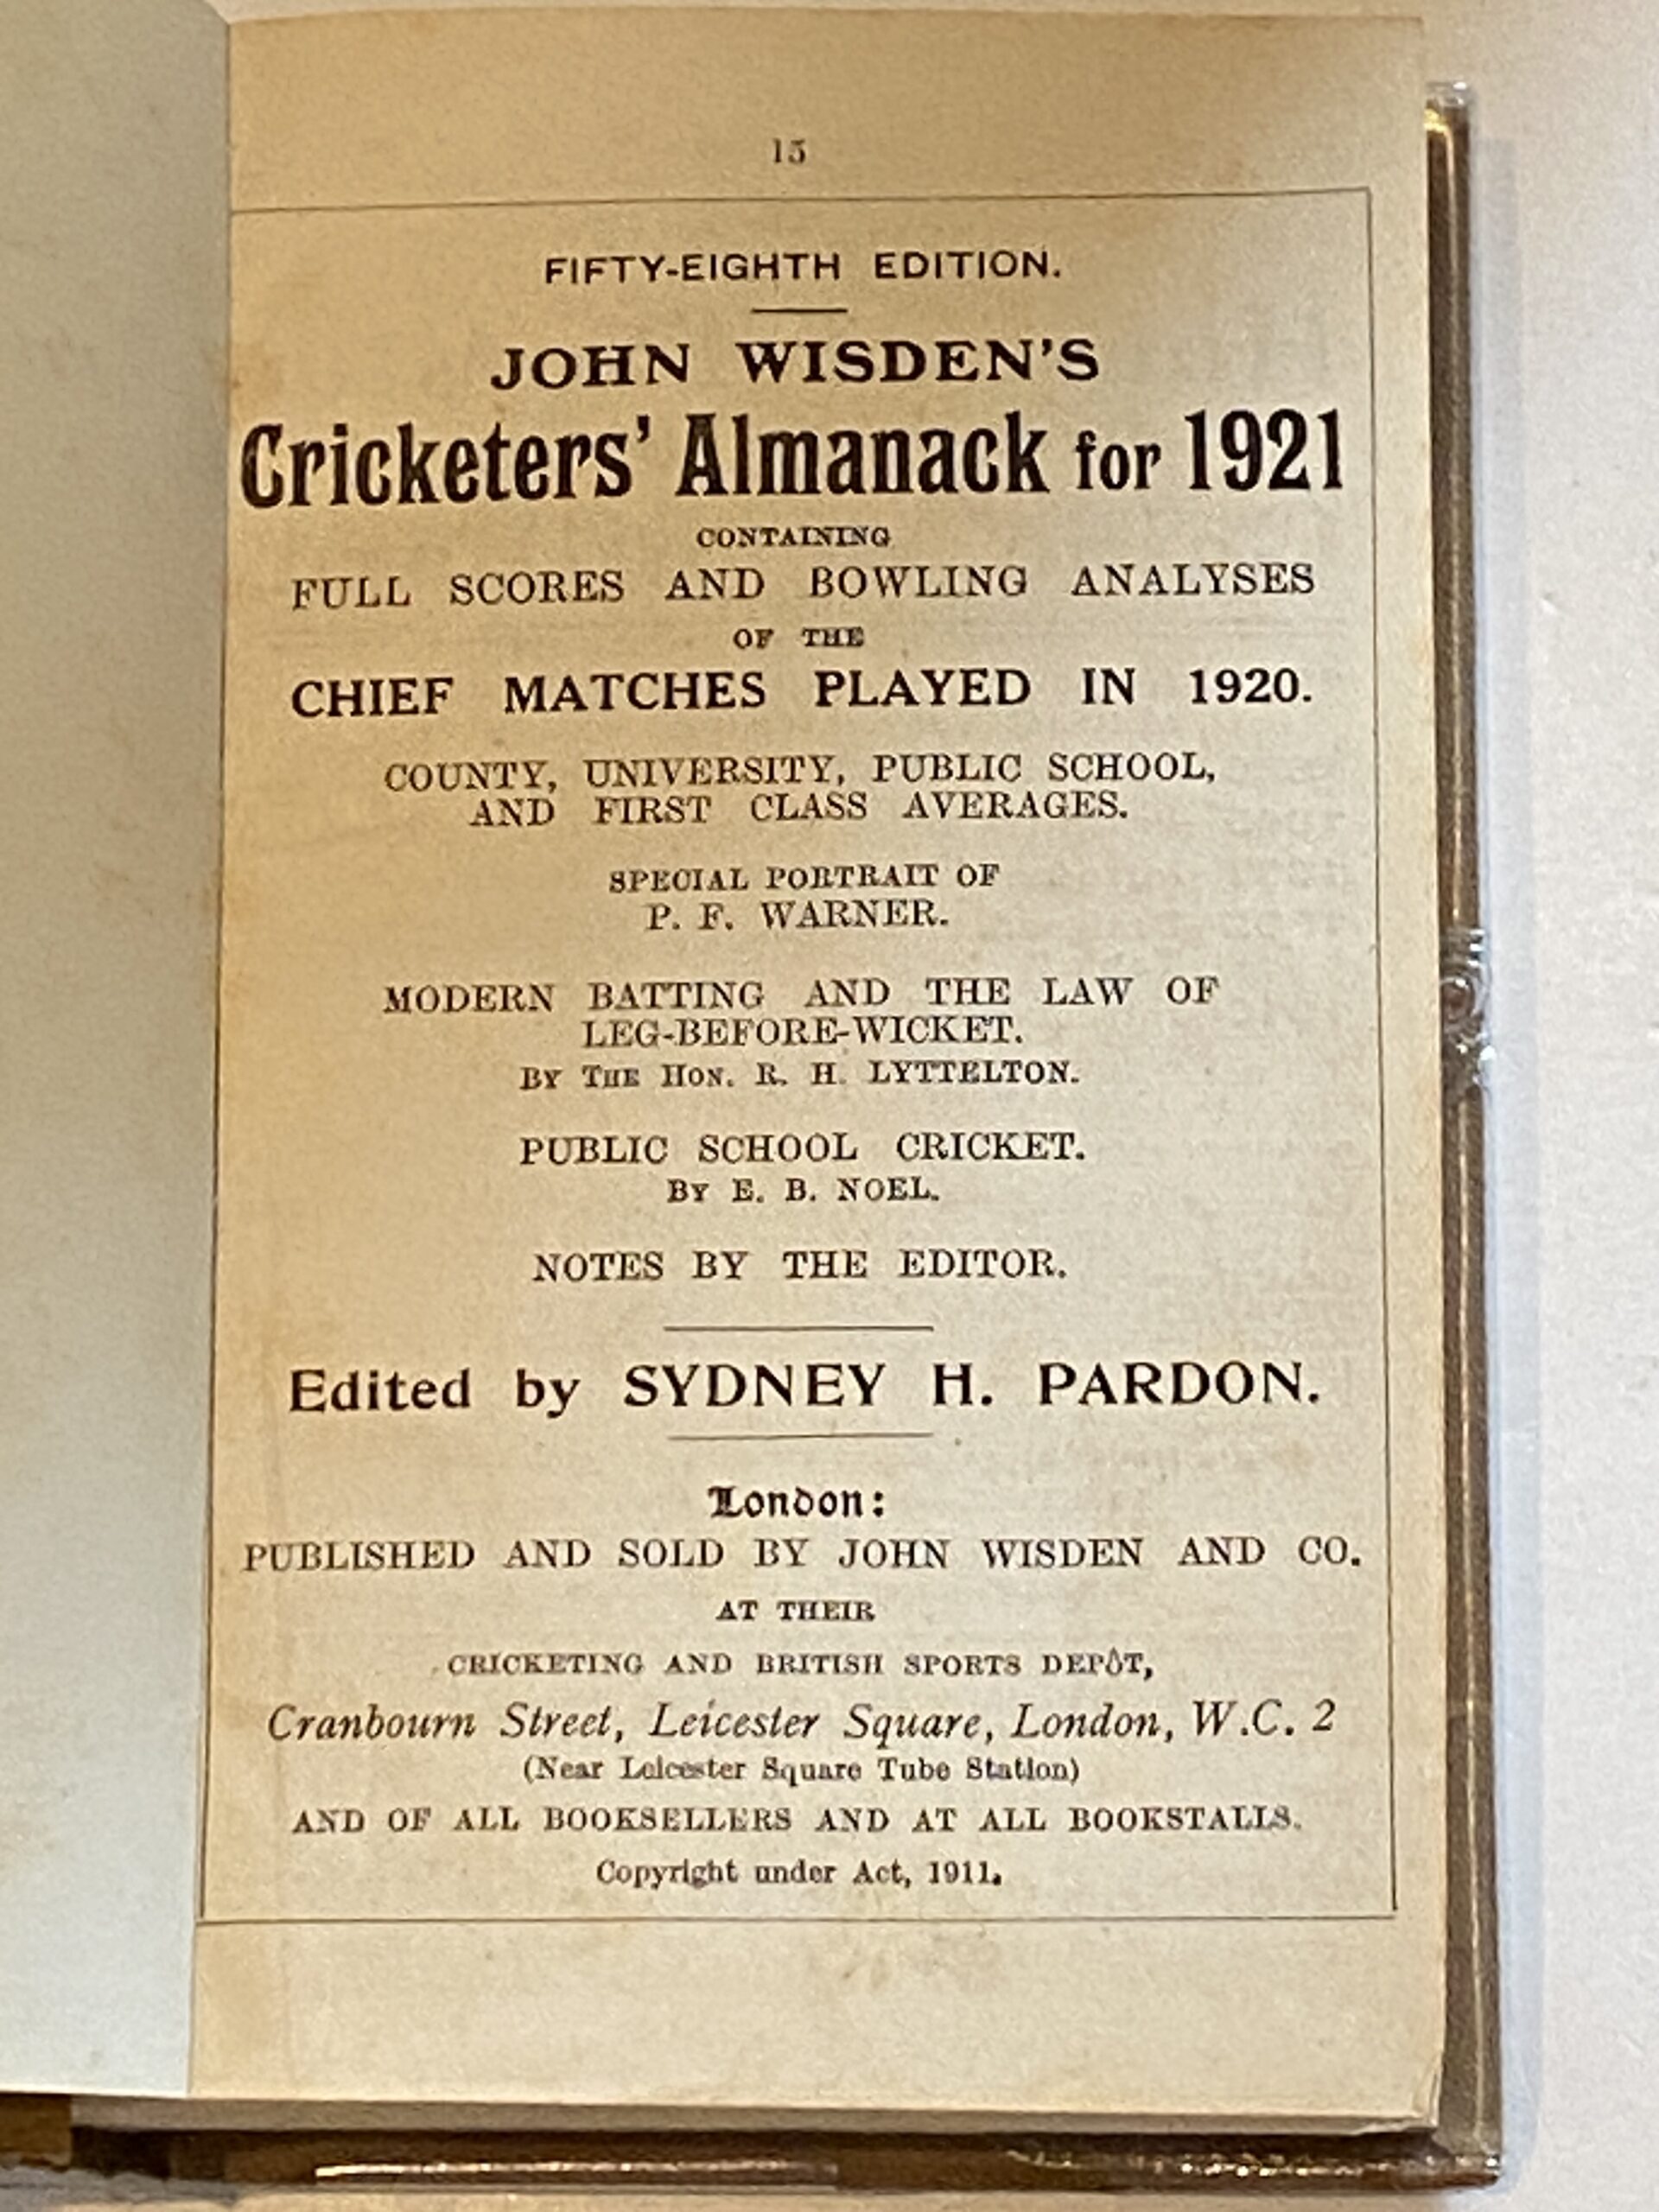 15
FIFTY-EIGHTH EDITION.
JOHN WISDEN'S
Cricketers' Almanack for 1921
CONTAINING
FULL SCORES AND BOWLING ANALYSES
OF THE
CHIEF MATCHES PLAYED IN 1920.
COUNTY, UNIVERSITY, PUBLIC SCHOOL,
AND FIRST CLASS AVERAGES.
SPECIAL PORTRAIT OF
P. F. WARNER.
MODERN BATTING AND THE LAW OF
LEG-BEFORE-WICKET.
BY THE HON. R. H. LYTTELTON.
PUBLIC SCHOOL CRICKET.
BY E. B. NOEL.
NOTES BY THE EDITOR.
Edited by SYDNEY H. PARDON.
London:
PUBLISHED AND SOLD BY JOHN WISDEN AND CO.
AT THEIR
CRICKETING AND BRITISH SPORTS DEPÔT,
Cranbourn Street, Leicester Square, London, W.C. 2
(Near Leicester Square Tube Station)
AND OF ALL BOOKSELLERS AND AT ALL BOOKSTALLS.
Copyright under Act, 1911.